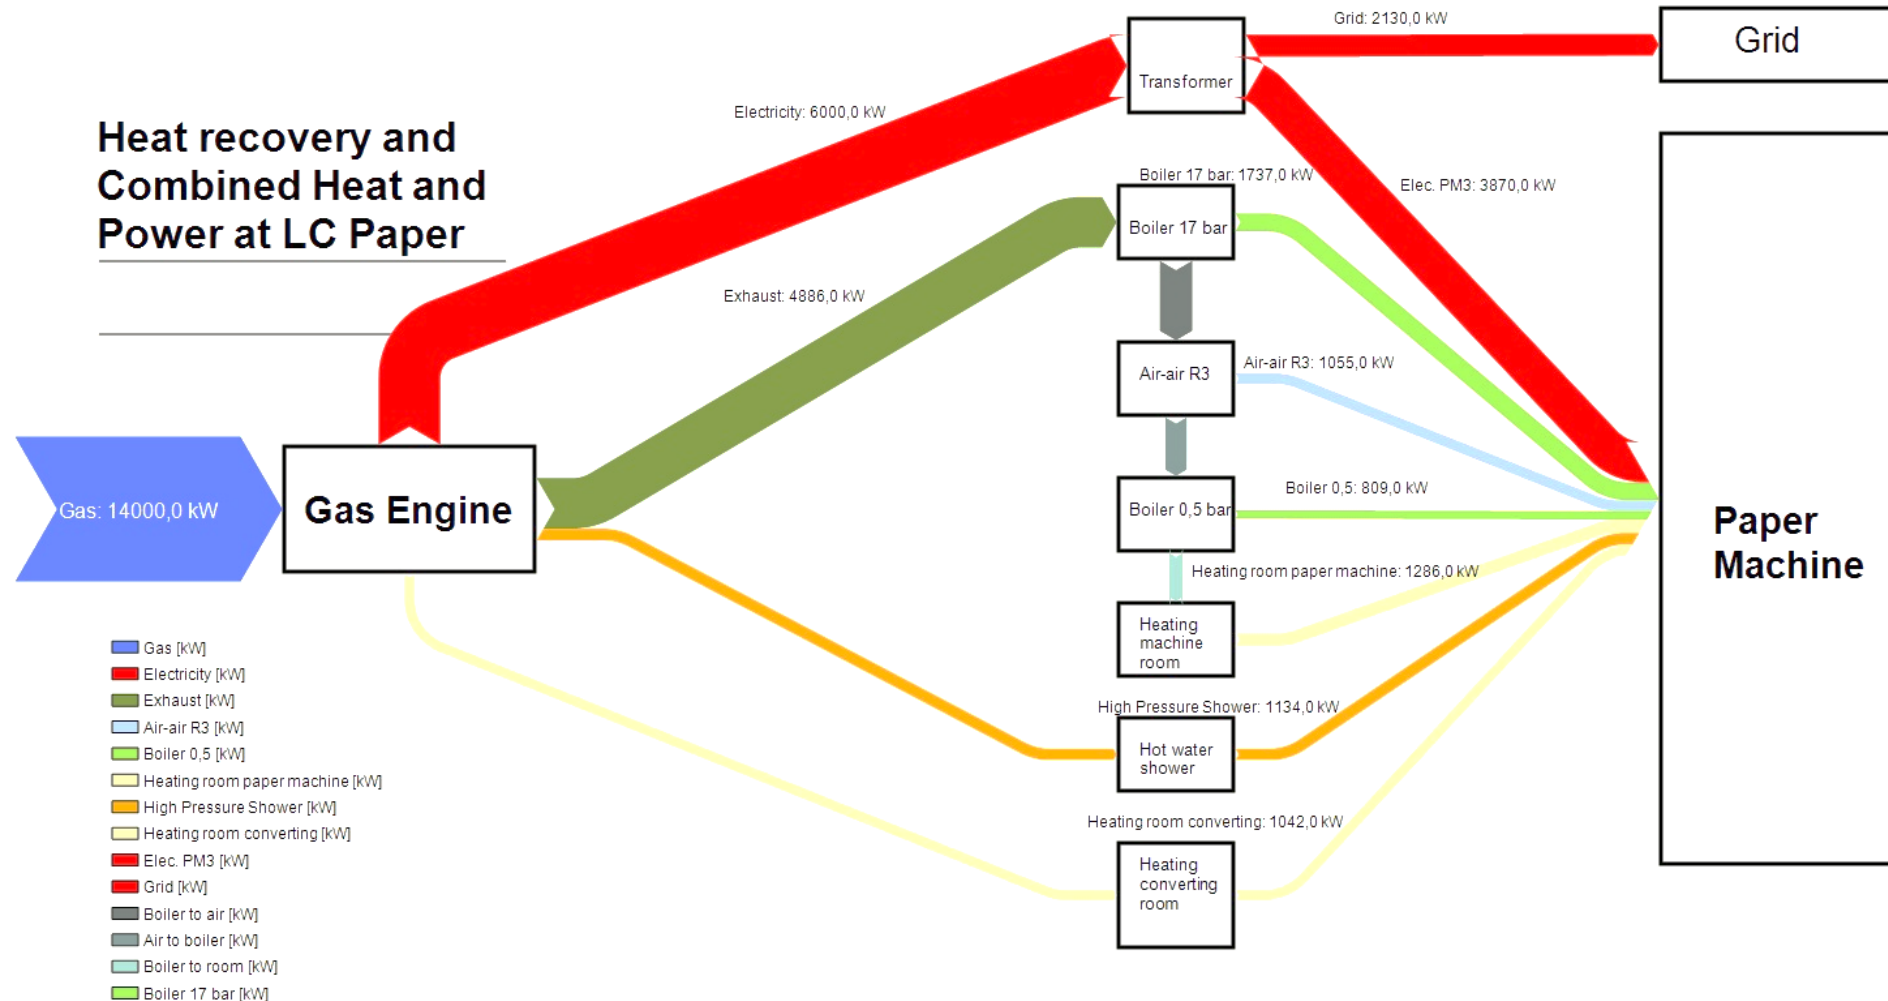 Grid: 2130,0 kW
Grid
Transformer
Electricity: 6000,0 kW
Heat recovery and
Combined Heat and
Power at LC Paper
Boiler 17 bar: 1737,0 kW
Elec. PM3: 3870,0 kW
Boiler 17 bar
Exhaust: 4886,0 kW
Air-air R3
Air-air R3: 1055,0 kW
Gas: 14000,0 kW
Gas Engine
Boiler 0,5: 809,0 kW
Boiler 0,5 bar
Paper
Machine
Heating room paper machine: 1286,0 kW
Heating
machine
room
High Pressure Shower: 1134,0 kW
Hot water
shower
Heating room converting: 1042,0 kW
Heating
converting
room
Gas [kW]
Electricity [kW]
Exhaust [kW]
Air-air R3 [kW]
Boiler 0,5 [kW]
Heating room paper machine [kW]
High Pressure Shower [kW]
Heating room converting [kW]
Elec. PM3 [kW]
Grid [kW]
Boiler to air [kW]
Air to boiler [kW]
Boiler to room [kW]
Boiler 17 bar [kW]